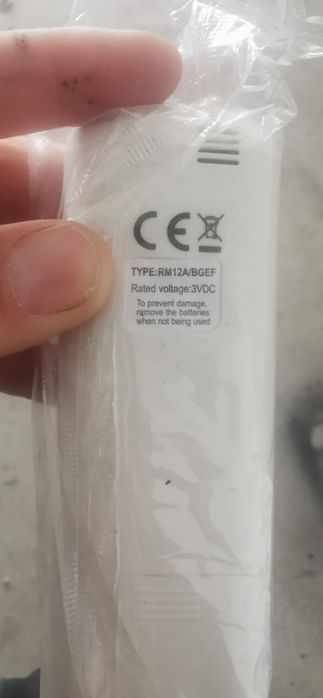 CE
TYPE:RM12A/BGEF
Rated voltage:3VDC
To prevent damage,
remove the batteries
when not being used